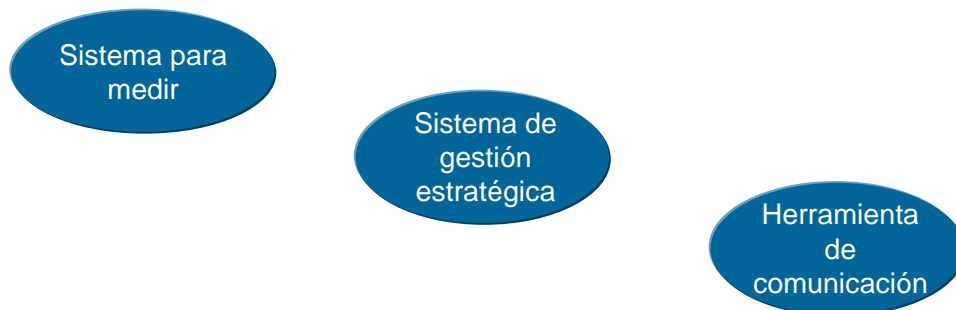 Sistema para
medir
Sistema de
gestión
estratégica
Herramienta
de
comunicación